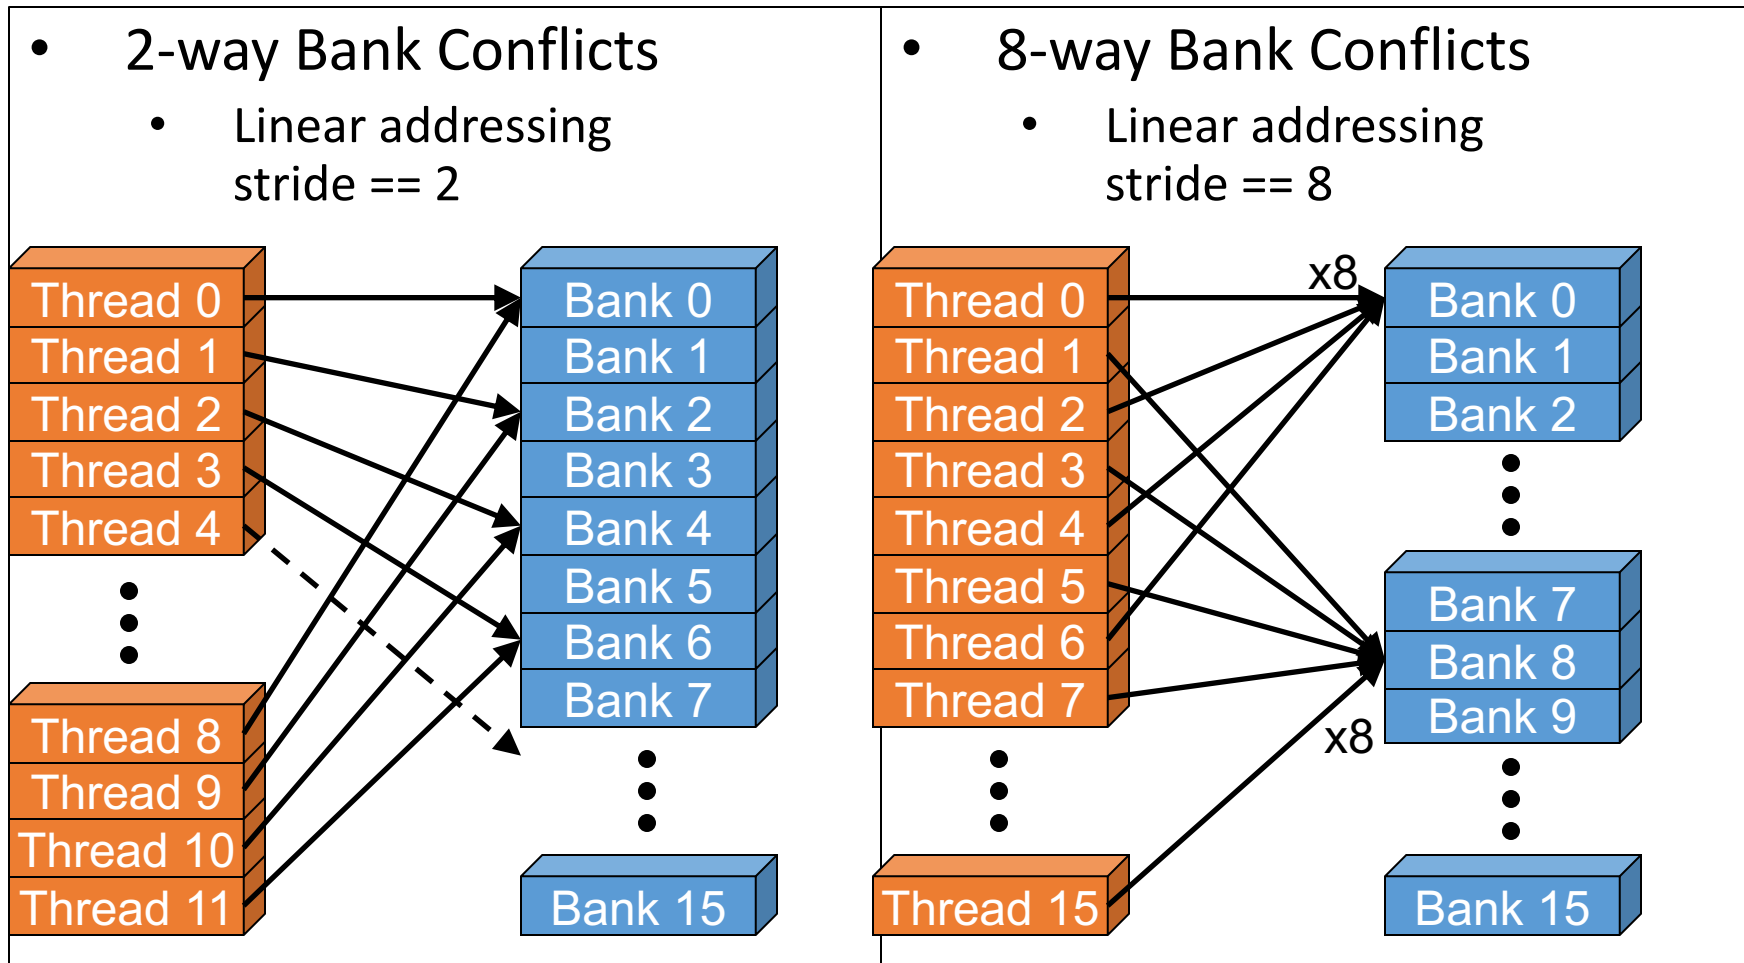 • 2-way Bank Conflicts
• Linear addressing
stride == 2
Thread 0
Thread 1
Thread 2
Thread 3
Thread 4
Thread 8
Thread 9
Thread 10
Thread 11
Bank 0
Bank 1
Bank 2
Bank 3
Bank 4
Bank 5
Bank 6
Bank 7
Bank 15
• 8-way Bank Conflicts
• Linear addressing
stride == 8
Thread 0
Thread 1
Thread 2
Thread 3
Thread 4
Thread 5
Thread 6
Thread 7
Thread 15
x8
x8
Bank 0
Bank 1
Bank 2
Bank 7
Bank 8
Bank 9
Bank 15